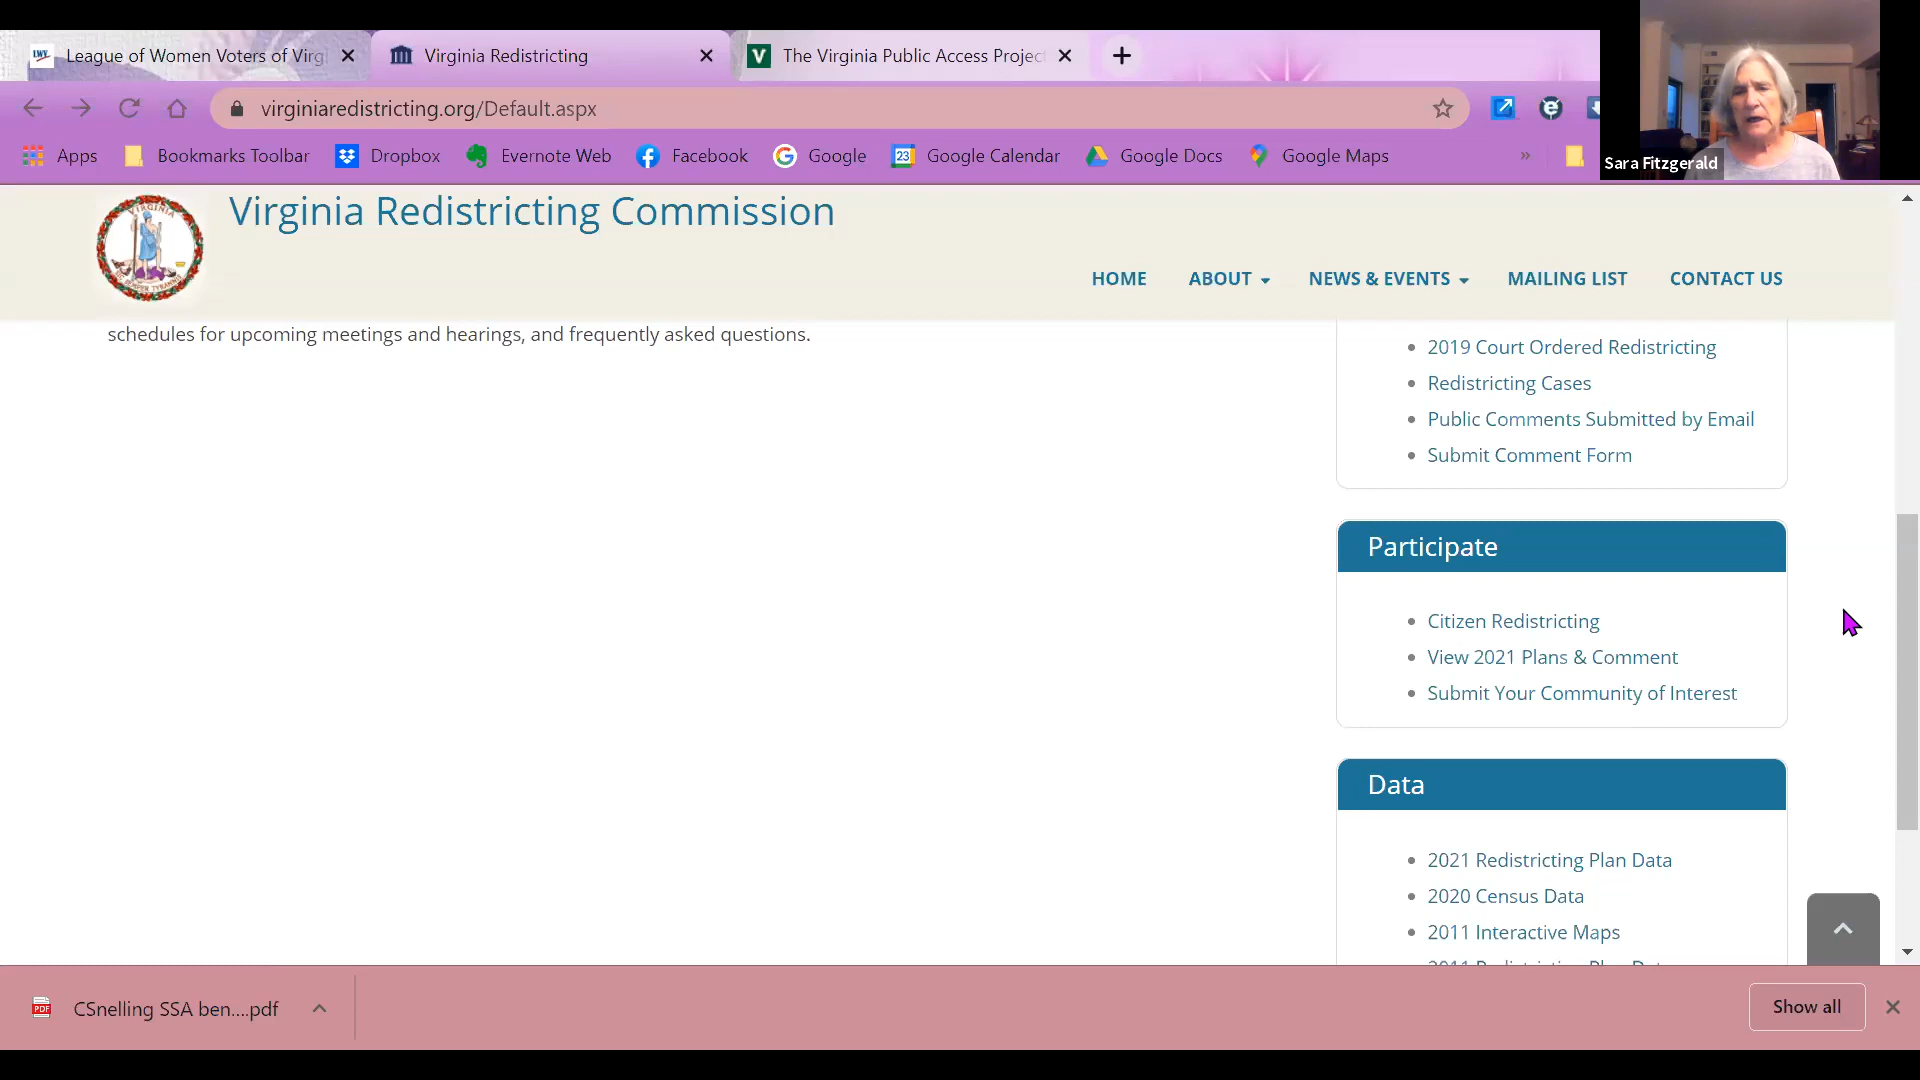 League of Women Voters of Virg
Virginia Redistricting
The Virginia Public Access Project
virginiaredistricting.org/Default.aspx
Apps
Bookmarks Toolbar
Dropbox
Evernote Web
Facebook
Google
23
Google Calendar
Google Docs
Google Maps
»
Sara Fitzgerald
Virginia Redistricting Commission
HOME
ABOUT
NEWS & EVENTS
MAILING LIST
CONTACT US
schedules for upcoming meetings and hearings, and frequently asked questions.
2019 Court Ordered Redistricting
Redistricting Cases
Public Comments Submitted by Email
Submit Comment Form
Participate
Citizen Redistricting
View 2021 Plans & Comment
Submit Your Community of Interest
Data
2021 Redistricting Plan Data
2020 Census Data
2011 Interactive Maps
PDF
CSnelling SSA ben....pdf
Show all